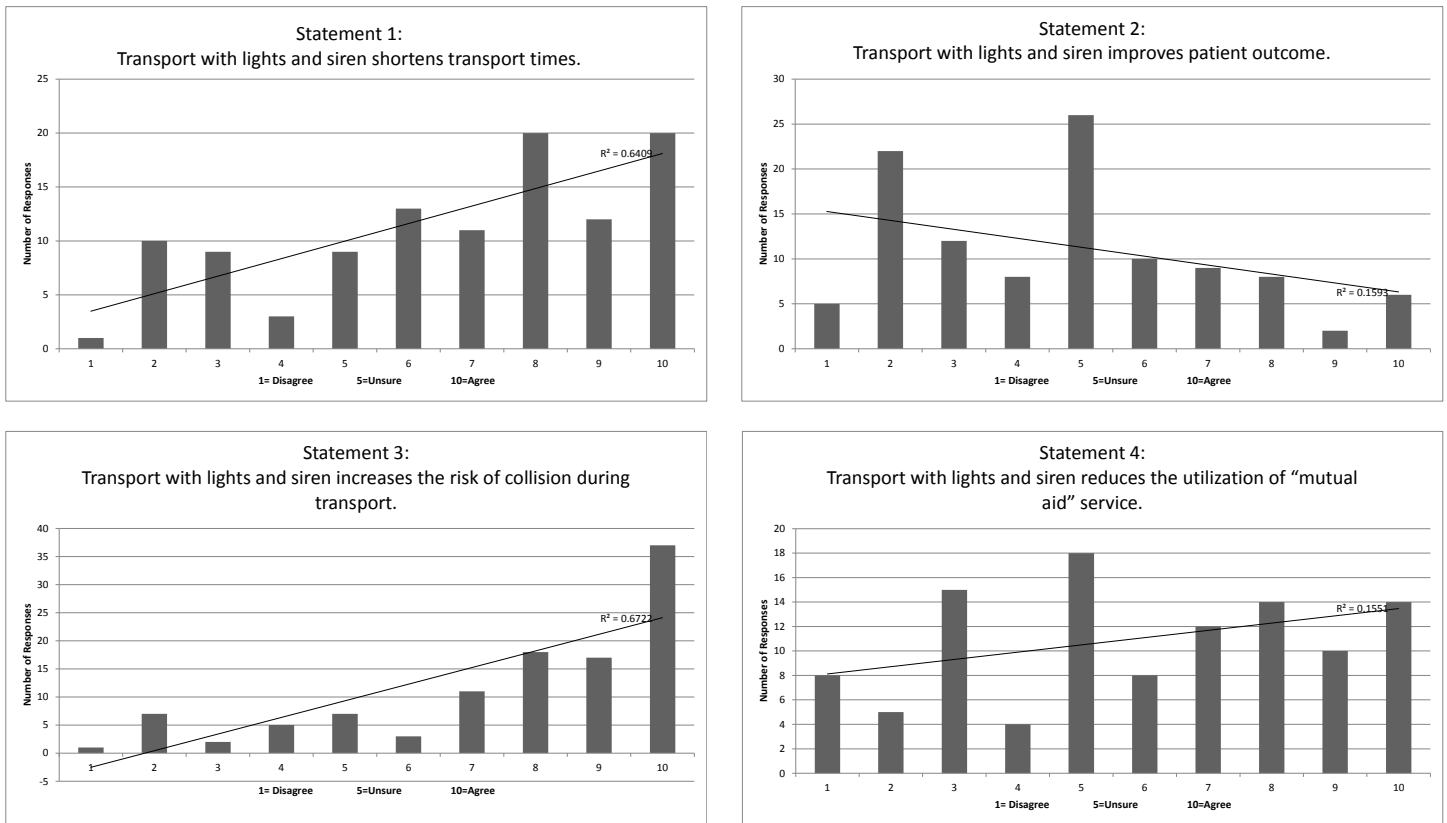 Statement 1:
Transport with lights and siren shortens transport times.
25
20
15
10
5
0
Number of Responses
R² = 0.6409
1 2 3 4 5 6 7 8 9 10
1= Disagree 5=Unsure 10=Agree
Statement 2:
Transport with lights and siren improves patient outcome.
30
25
20
15
10
5
0
Number of Responses
R² = 0.1593
1 2 3 4 5 6 7 8 9 10
1= Disagree 5=Unsure 10=Agree
Statement 3:
Transport with lights and siren increases the risk of collision during
transport.
40
35
30
25
20
15
10
5
0
-5
Number of Responses
R² = 0.6722
1 2 3 4 5 6 7 8 9 10
1= Disagree 5=Unsure 10=Agree
Statement 4:
Transport with lights and siren reduces the utilization of “mutual
aid” service.
20
18
16
14
12
10
8
6
4
2
0
Number of Responses
R² = 0.1551
1 2 3 4 5 6 7 8 9 10
1= Disagree 5=Unsure 10=Agree